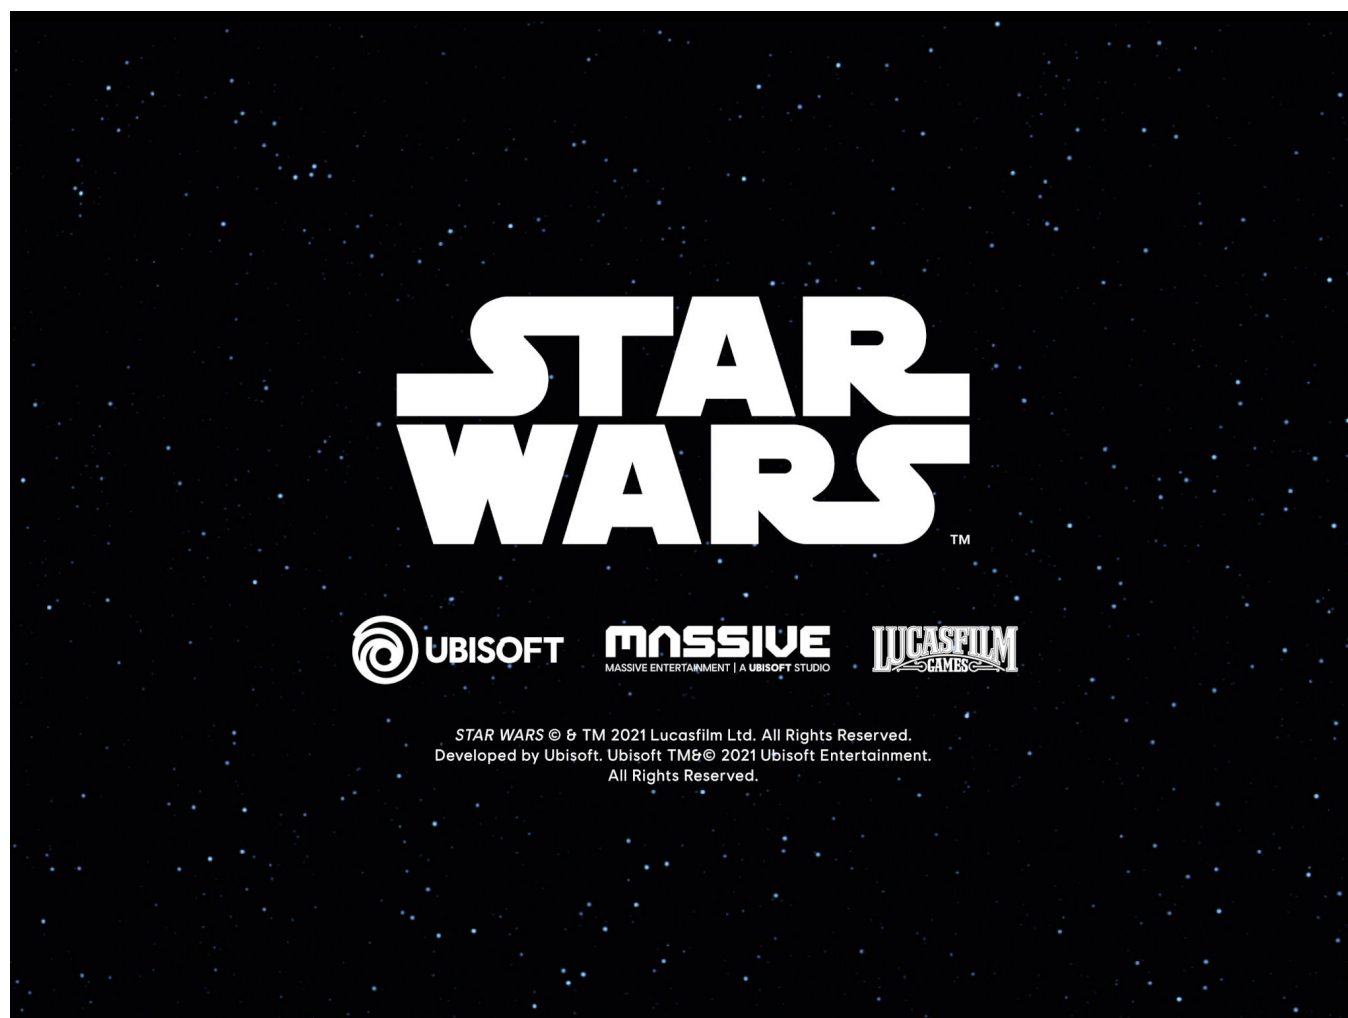 STAR
WARS
TM
UBISOFT
MASSIVE
MASSIVE ENTERTAINMENT | A UBISOFT STUDIO
LUCASFILM
GAMES
STAR WARS © & TM 2021 Lucasfilm Ltd. All Rights Reserved.
Developed by Ubisoft. Ubisoft TM&© 2021 Ubisoft Entertainment.
All Rights Reserved.